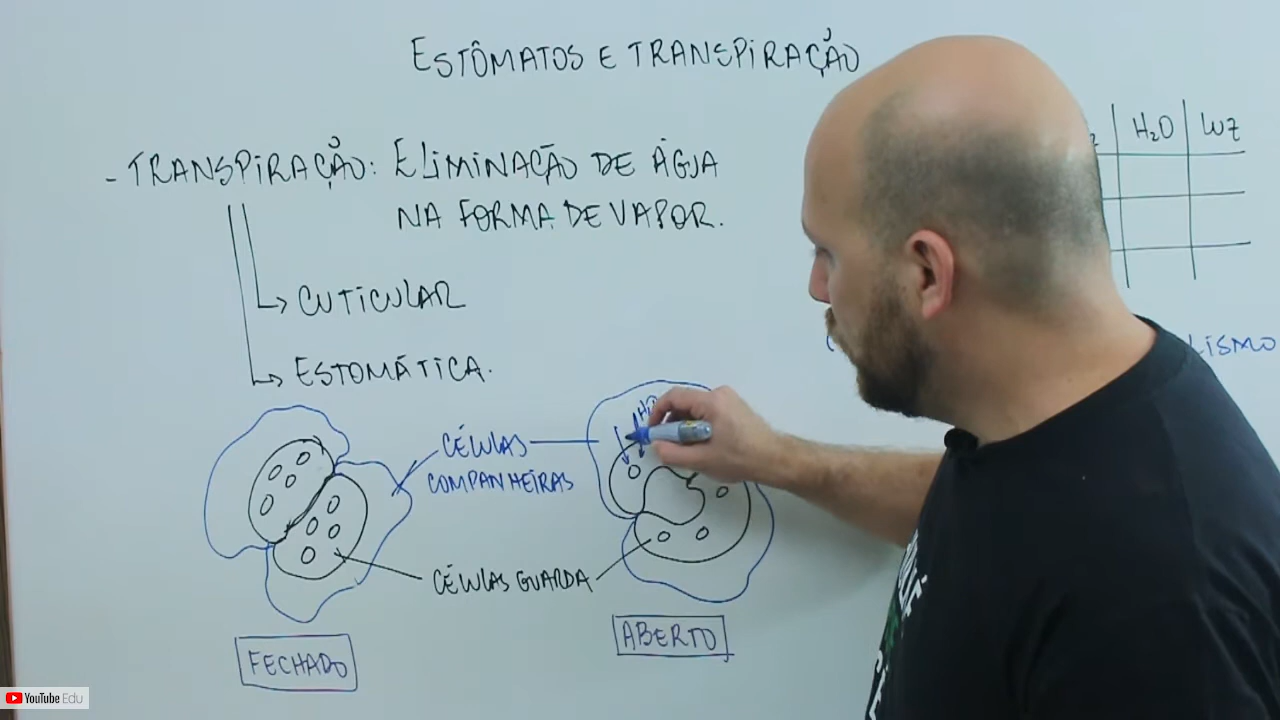 ESTÔMATOS E TRANSPIRAÇÃO
H₂O LUZ
- TRANSPIRAÇÃO: ELIMINAÇÃO DE ÁGUA
NA FORMA DE VAPOR.
CUTICULAR
ESTOMÁTICA.
CÉLULAS
COMPANHEIRAS
CÉLULAS GUARDA
ABERTO
FECHADO
YouTube Edu